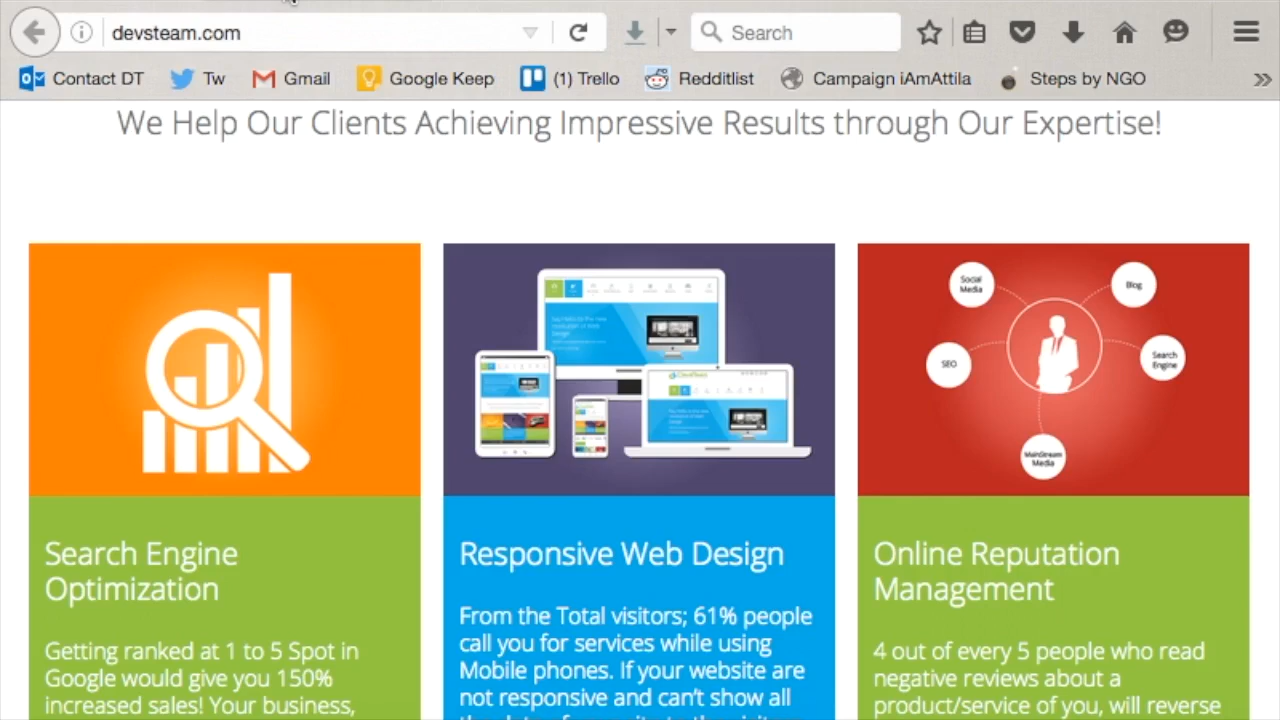 devsteam.com
Search
Contact DT
Tw
Gmail
Google Keep
(1) Trello
Redditlist
Campaign iAmAttila
Steps by NGO
We Help Our Clients Achieving Impressive Results through Our Expertise!
Social Media
Blog
SEO
Search Engine
MainStream Media
Search Engine
Optimization
Getting ranked at 1 to 5 Spot in
Google would give you 150%
increased sales! Your business,
Responsive Web Design
From the Total visitors; 61% people
call you for services while using
Mobile phones. If your website are
not responsive and can't show all
Online Reputation
Management
4 out of every 5 people who read
negative reviews about a
product/service of you, will reverse